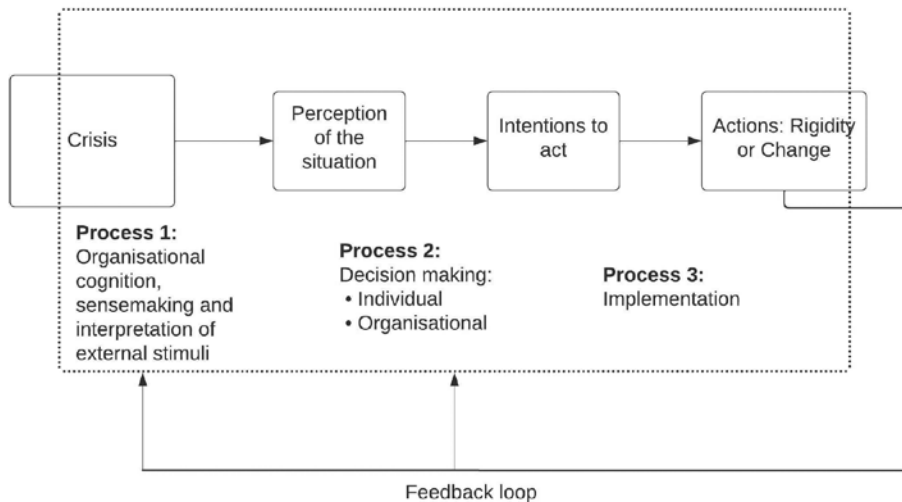 Crisis
Perception
of the
situation
Intentions to
act
Actions: Rigidity
or Change
Process 1:
Organisational
cognition,
sensemaking and
interpretation of
external stimuli
Process 2:
Decision making:
• Individual
• Organisational
Process 3:
Implementation
Feedback loop